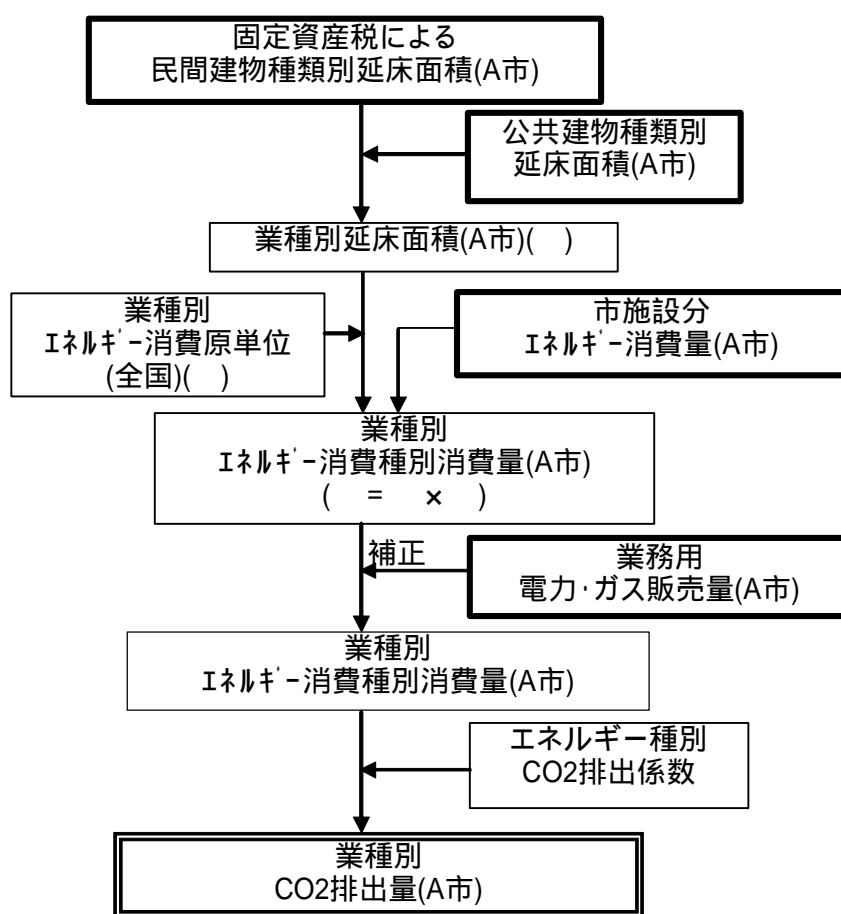 固定資産税による
民間建物種類別延床面積(A市)
公共建物種類別
延床面積(A市)
業種別延床面積(A市)(　)
業種別
ｴﾈﾙｷﾞｰ消費原単位
(全国)(　)
市施設分
ｴﾈﾙｷﾞｰ消費量(A市)
業種別
ｴﾈﾙｷﾞｰ消費種別消費量(A市)
(　=　×　)
補正
業務用
電力･ガス販売量(A市)
業種別
ｴﾈﾙｷﾞｰ消費種別消費量(A市)
エネルギー種別
CO2排出係数
業種別
CO2排出量(A市)